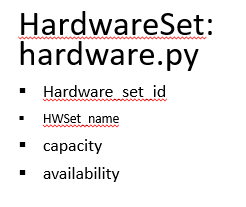 HardwareSet:
hardware.py
▪ Hardware_set_id
▪ HWSet_name
▪ capacity
▪ availability